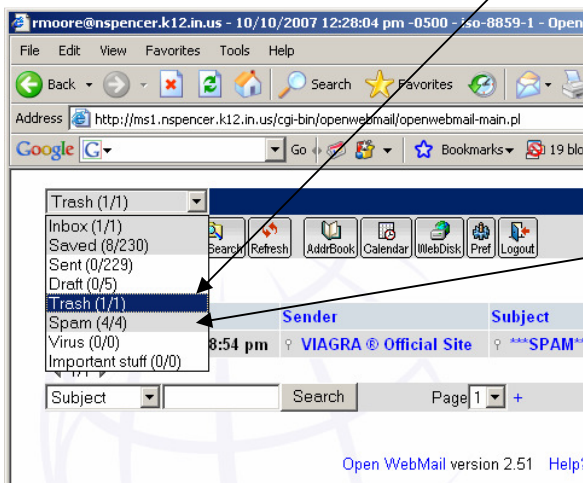 rmoore@nspencer.k12.in.us - 10/10/2007 12:28:04 pm -0500 - iso-8859-1 - Open
File Edit View Favorites Tools Help
Back Search Favorites
Address http://ms1.nspencer.k12.in.us/cgi-bin/openwebmail/openwebmail-main.pl
Google G Go Bookmarks 19 blo
Trash (1/1)
Inbox (1/1)
Saved (8/230)
Search Refresh AddrBook Calendar WebDisk Pref Logout
Sent (0/229)
Draft (0/5)
Trash (1/1)
Spam (4/4) Sender Subject
Virus (0/0) 8:54 pm VIAGRA ® Official Site ***SPAM**
Important stuff (0/0)
Subject Search Page 1 +
Open WebMail version 2.51 Help?